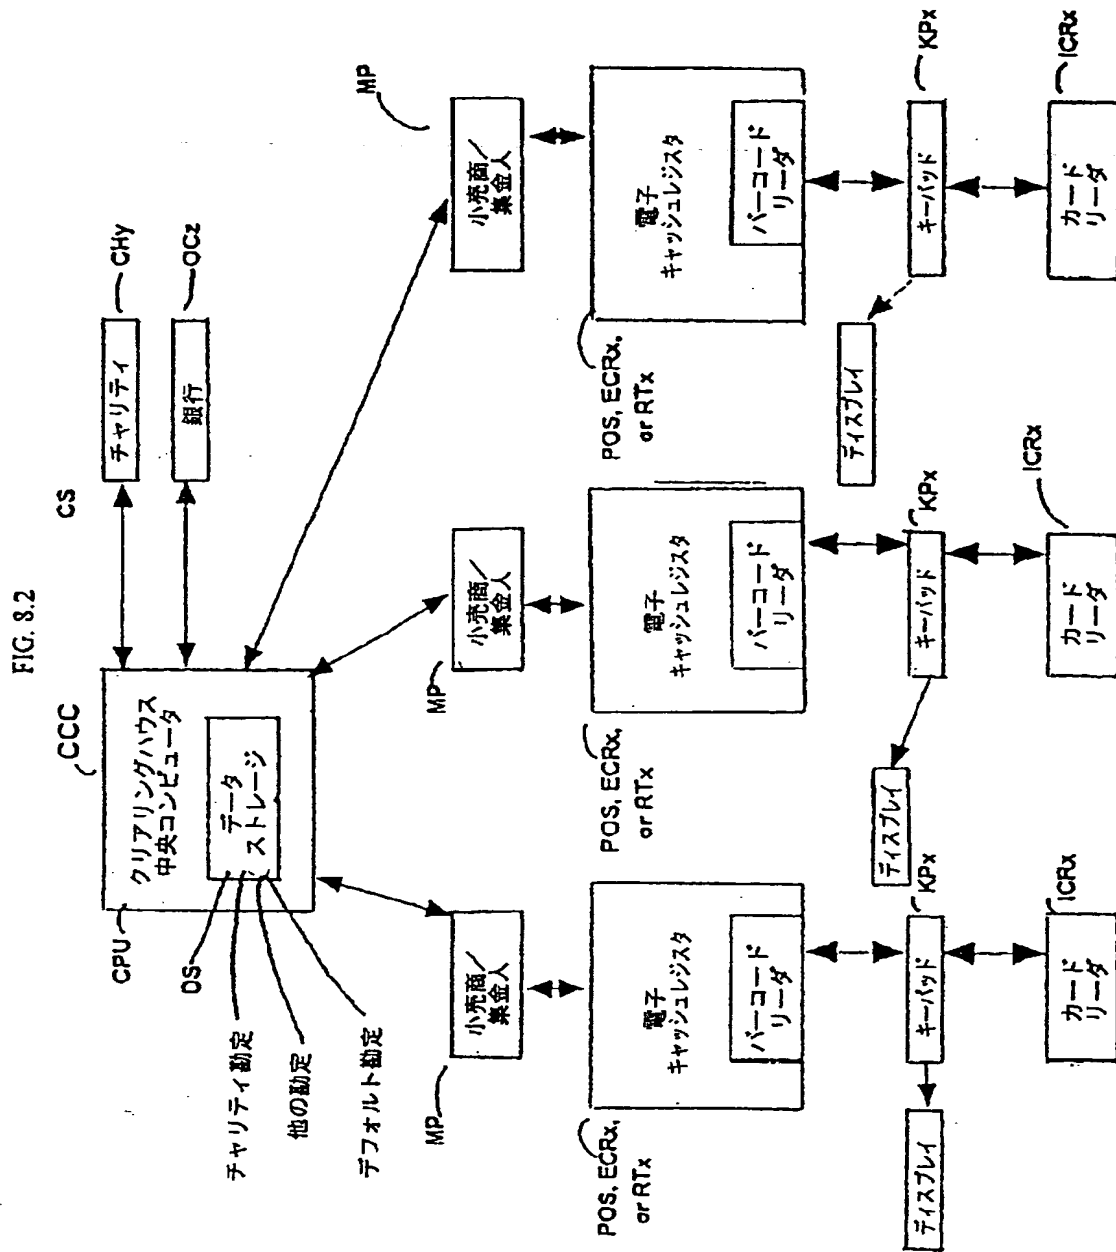 FIG. 8.2
CCC
CS
クリアリングハウス
中央コンピュータ
CPU
データ
ストレージ
DS
チャリティ勘定
他の勘定
デフォルト勘定
チャリティ
CHy
銀行
OCz
MP
小売商/
集金人
POS, ECRx,
or RTx
電子
キャッシュレジスタ
バーコード
リーダ
ディスプレイ
KPx
キーパッド
ICRx
カード
リーダ
MP
小売商/
集金人
POS, ECRx,
or RTx
電子
キャッシュレジスタ
バーコード
リーダ
ディスプレイ
KPx
キーパッド
ICRx
カード
リーダ
MP
小売商/
集金人
POS, ECRx,
or RTx
電子
キャッシュレジスタ
バーコード
リーダ
ディスプレイ
KPx
キーパッド
ICRx
カード
リーダ